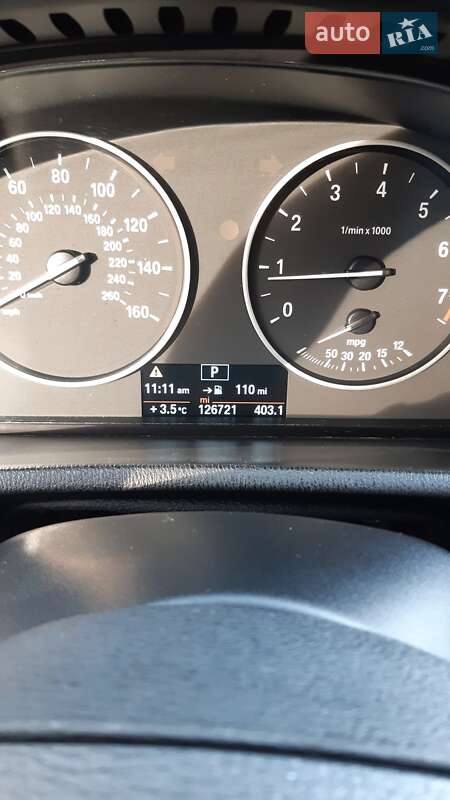 auto RIA .com
60 80 100 120 140 160
20 40 60 80 100 120 140 160 180 200 220 240 260
km/h
mph
0 1 2 3 4 5 6 7
1/min x 1000
mpg
50 30 20 15 12
P
11:11 am 110 mi
mi
+ 3.5°C 126721 403.1